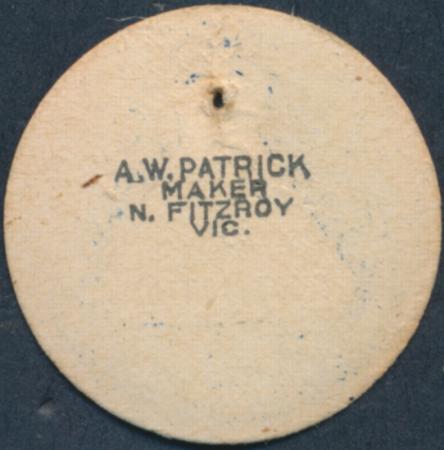 A.W. PATRICK
MAKER
N. FITZROY
VIC.